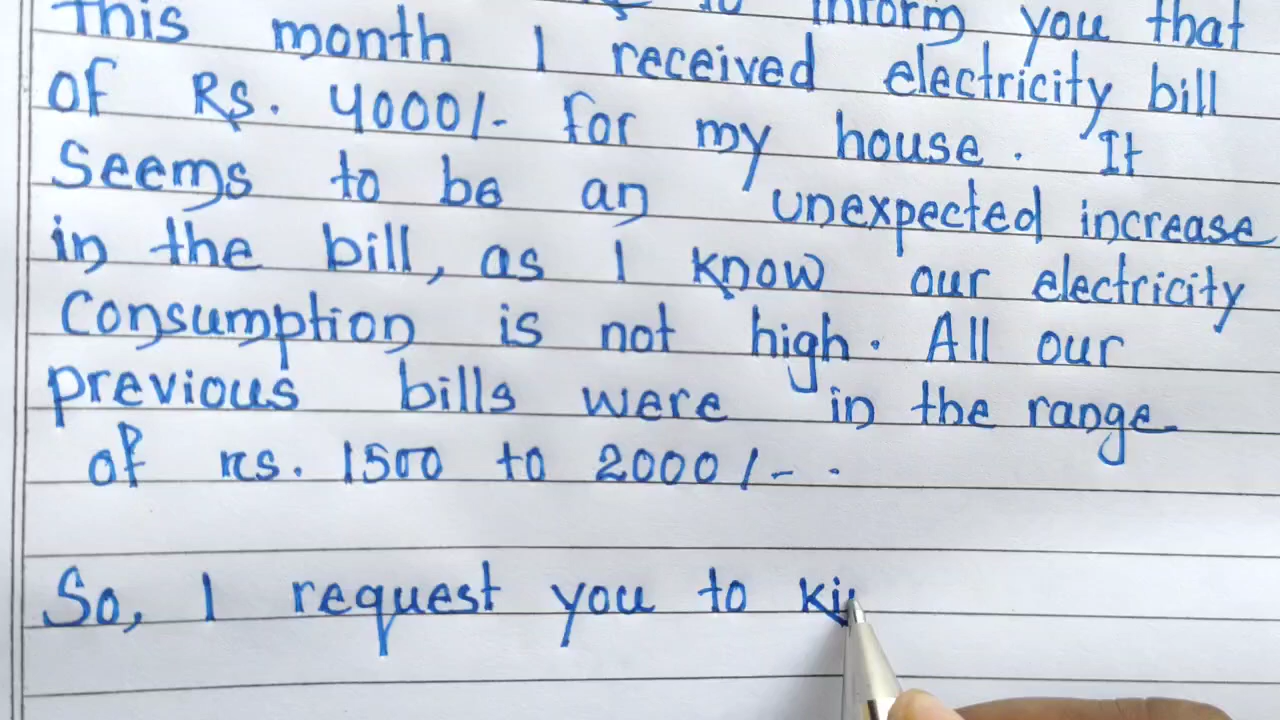 to inform you that
This month I received electricity bill
of Rs. 4000/- for my house. It
Seems to be an unexpected increase
in the bill, as I know our electricity
Consumption is not high. All our
previous bills were in the range
of rs. 1500 to 2000/- .
So, I request you to ki